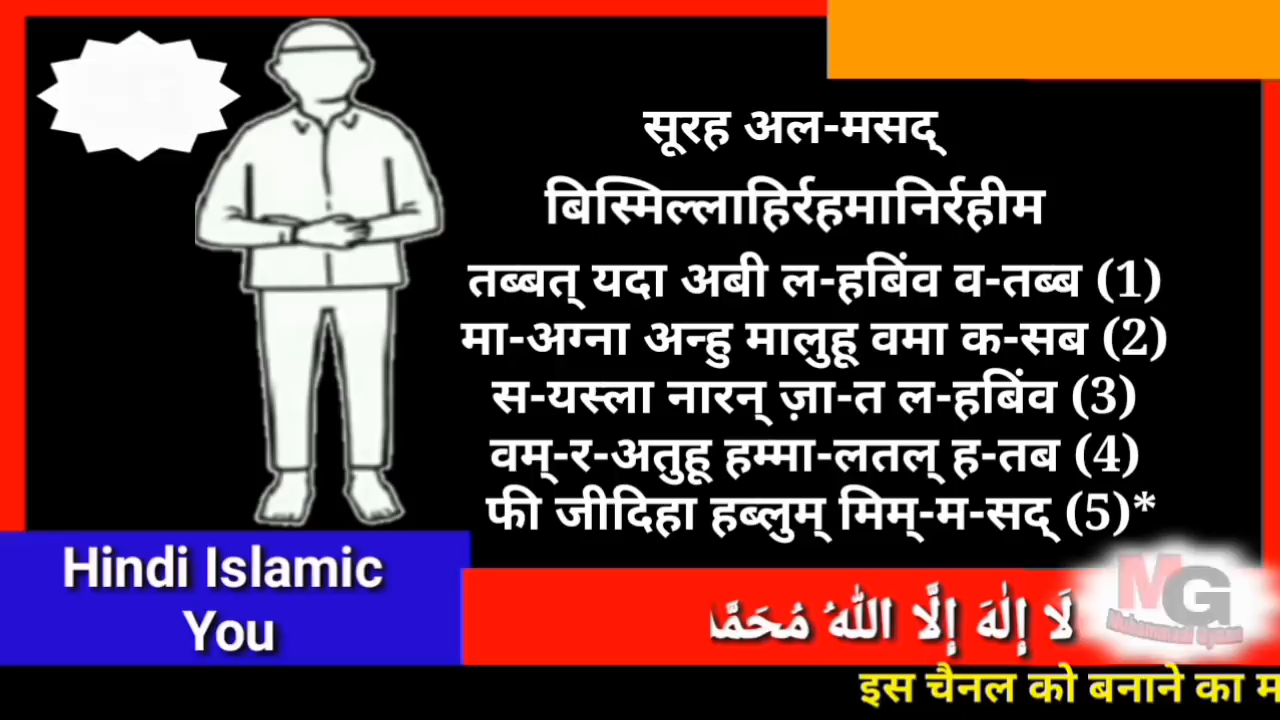 सूरह अल-मसद्
बिस्मिल्लाहिर्रहमानिर्रहीम
तब्बत् यदा अबी ल-हबिंव व-तब्ब (1)
मा-अग्ना अन्हु मालुहू वमा क-सब (2)
स-यस्ला नारन् ज़ा-त ल-हबिंव (3)
वम्-र-अतुहू हम्मा-लतल् ह-तब (4)
फी जीदिहा हब्लुम् मिम्-म-सद् (5)*
Hindi Islamic
You
لَا إِلٰهَ إِلَّا اللّٰهُ مُحَمَّ
MG
इस चैनल को बनाने का म